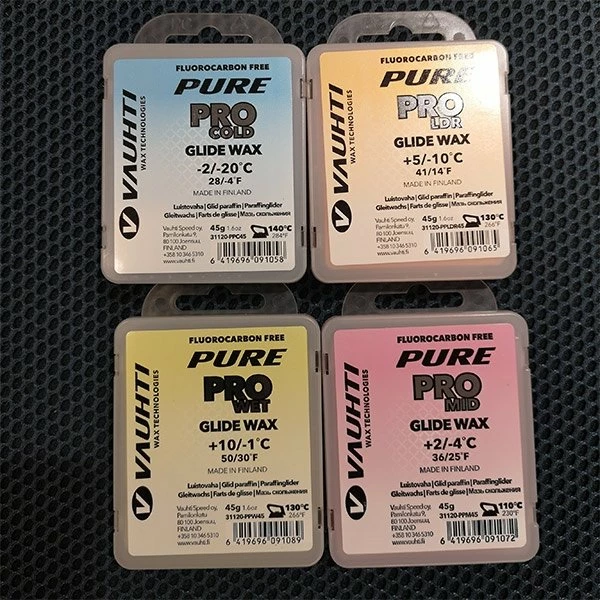 FLUOROCARBON FREE
PURE
PRO
COLD
GLIDE WAX
-2/-20°C
28/-4°F
MADE IN FINLAND
Luistovaha | Glid paraffin | Paraffinglider
Gleitwachs | Farts de glisse | Мазь скольжения
Vauhti Speed oy,
Pamilonkatu 9,
80 100 Joensuu,
FINLAND
+358 10 346 5310
www.vauhti.fi
45g 1.6oz
31120-PPC45
140°C
284°F
6 419696 091058
VAUHTI
WAX TECHNOLOGIES
FLUOROCARBON FREE
PURE
PRO
LDR
GLIDE WAX
+5/-10°C
41/14°F
MADE IN FINLAND
Luistovaha | Glid paraffin | Paraffinglider
Gleitwachs | Farts de glisse | Мазь скольжения
Vauhti Speed oy,
Pamilonkatu 9,
80 100 Joensuu,
FINLAND
+358 10 346 5310
www.vauhti.fi
45g 1.6oz
31120-PPLDR45
130°C
266°F
6 419696 091065
VAUHTI
WAX TECHNOLOGIES
FLUOROCARBON FREE
PURE
PRO
WET
GLIDE WAX
+10/-1°C
50/30°F
MADE IN FINLAND
Luistovaha | Glid paraffin | Paraffinglider
Gleitwachs | Farts de glisse | Мазь скольжения
Vauhti Speed oy,
Pamilonkatu 9,
80 100 Joensuu,
FINLAND
+358 10 346 5310
www.vauhti.fi
45g 1.6oz
31120-PPW45
130°C
266°F
6 419696 091089
VAUHTI
WAX TECHNOLOGIES
FLUOROCARBON FREE
PURE
PRO
MID
GLIDE WAX
+2/-4°C
36/25°F
MADE IN FINLAND
Luistovaha | Glid paraffin | Paraffinglider
Gleitwachs | Farts de glisse | Мазь скольжения
Vauhti Speed oy,
Pamilonkatu 9,
80 100 Joensuu,
FINLAND
+358 10 346 5310
www.vauhti.fi
45g
31120-PPM45
110°C
230°F
6 419696 091072
VAUHTI
WAX TECHNOLOGIES